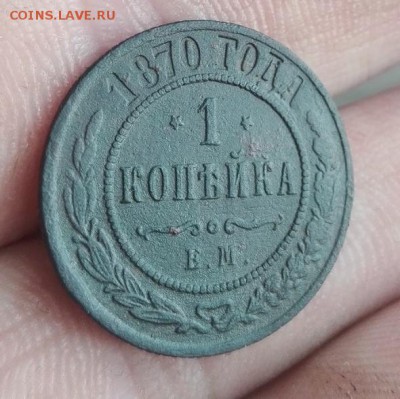 COINS.LAVE.RU
1870 ГОДА
* 1 *
КОПѢЙКА
Е.М.